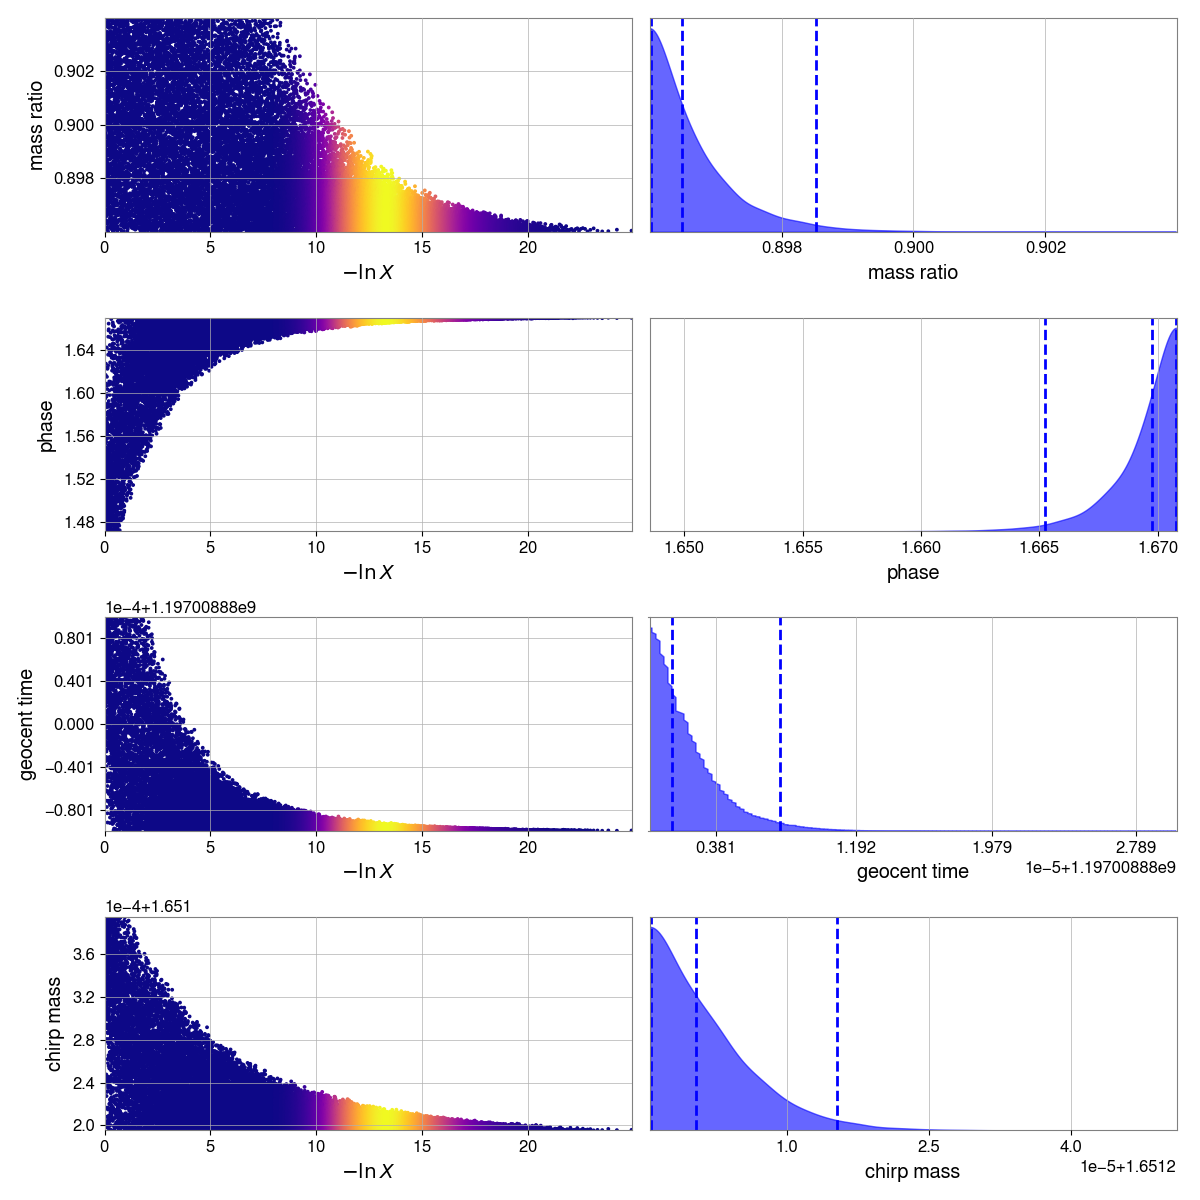 mass ratio
0.902
0.900
0.898
0 5 10 15 20
−ln X
0.898 0.900 0.902
mass ratio
phase
1.64
1.60
1.56
1.52
1.48
0 5 10 15 20
−ln X
1.650 1.655 1.660 1.665 1.670
phase
1e−4+1.19700888e9
geocent time
0.801
0.401
0.000
−0.401
−0.801
0 5 10 15 20
−ln X
0.381 1.192 1.979 2.789
geocent time
1e−5+1.19700888e9
1e−4+1.651
chirp mass
3.6
3.2
2.8
2.4
2.0
0 5 10 15 20
−ln X
1.0 2.5 4.0
chirp mass
1e−5+1.6512